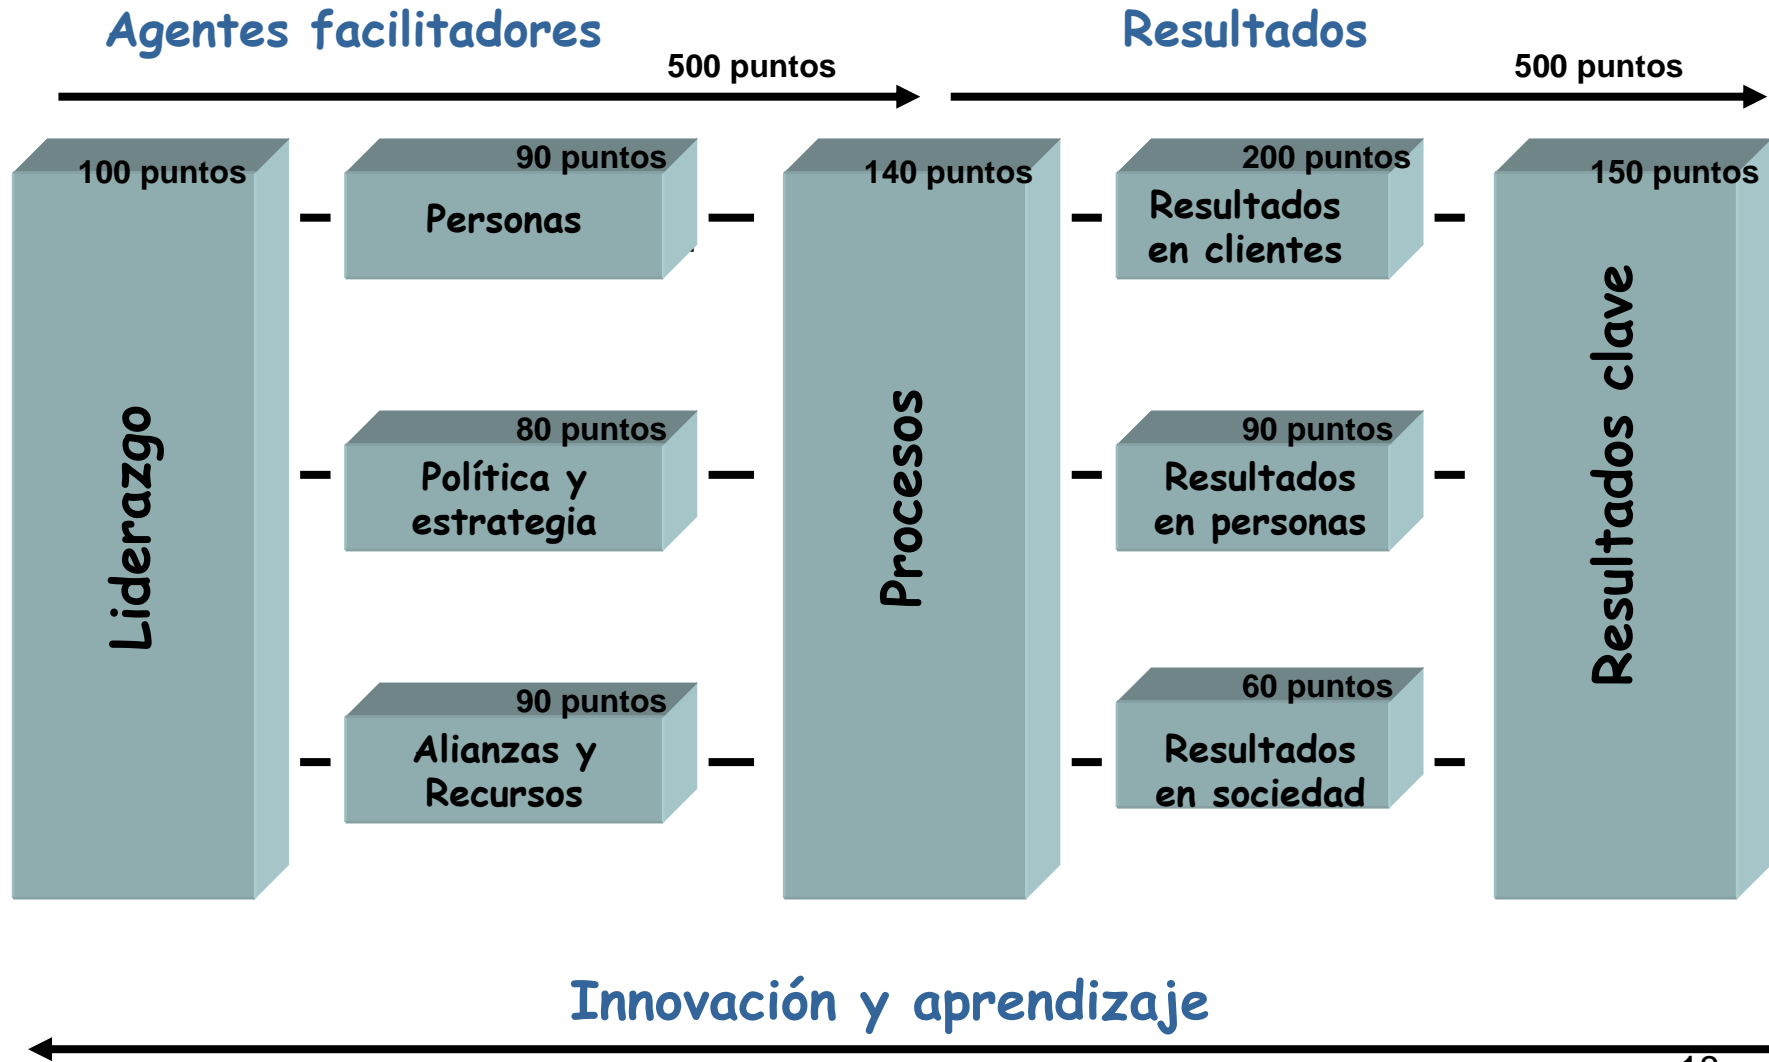 Agentes facilitadores
500 puntos
Resultados
500 puntos
100 puntos
Liderazgo
90 puntos
Personas
80 puntos
Política y
estrategia
90 puntos
Alianzas y
Recursos
140 puntos
Procesos
200 puntos
Resultados
en clientes
90 puntos
Resultados
en personas
60 puntos
Resultados
en sociedad
150 puntos
Resultados clave
Innovación y aprendizaje